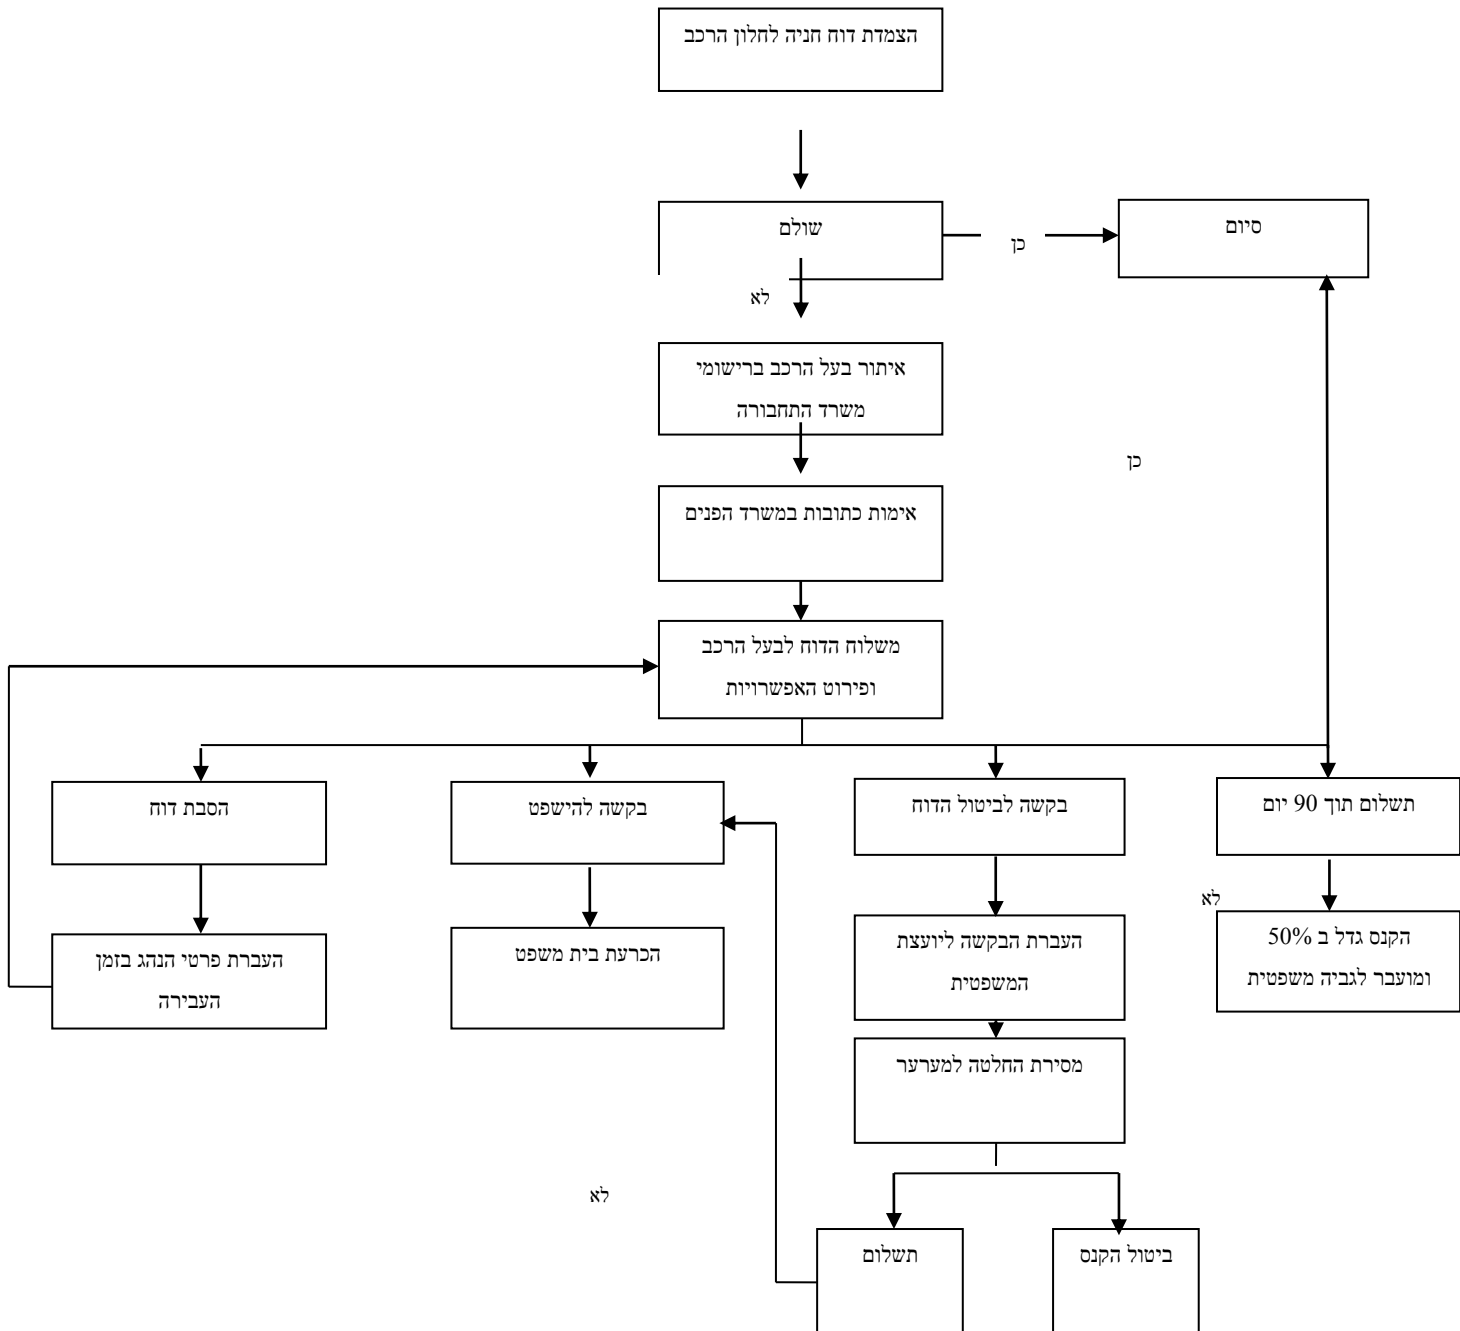 הצמדת דוח חניה לחלון הרכב
שולם
כן
סיום
לא
איתור בעל הרכב ברישומי
משרד התחבורה
כן
אימות כתובות במשרד הפנים
משלוח הדוח לבעל הרכב
ופירוט האפשרויות
תשלום תוך 90 יום
בקשה לביטול הדוח
בקשה להישפט
הסבת דוח
לא
הקנס גדל ב 50%
ומועבר לגביה משפטית
העברת הבקשה ליועצת
המשפטית
הכרעת בית משפט
העברת פרטי הנהג בזמן
העבירה
מסירת החלטה למערער
לא
ביטול הקנס
תשלום